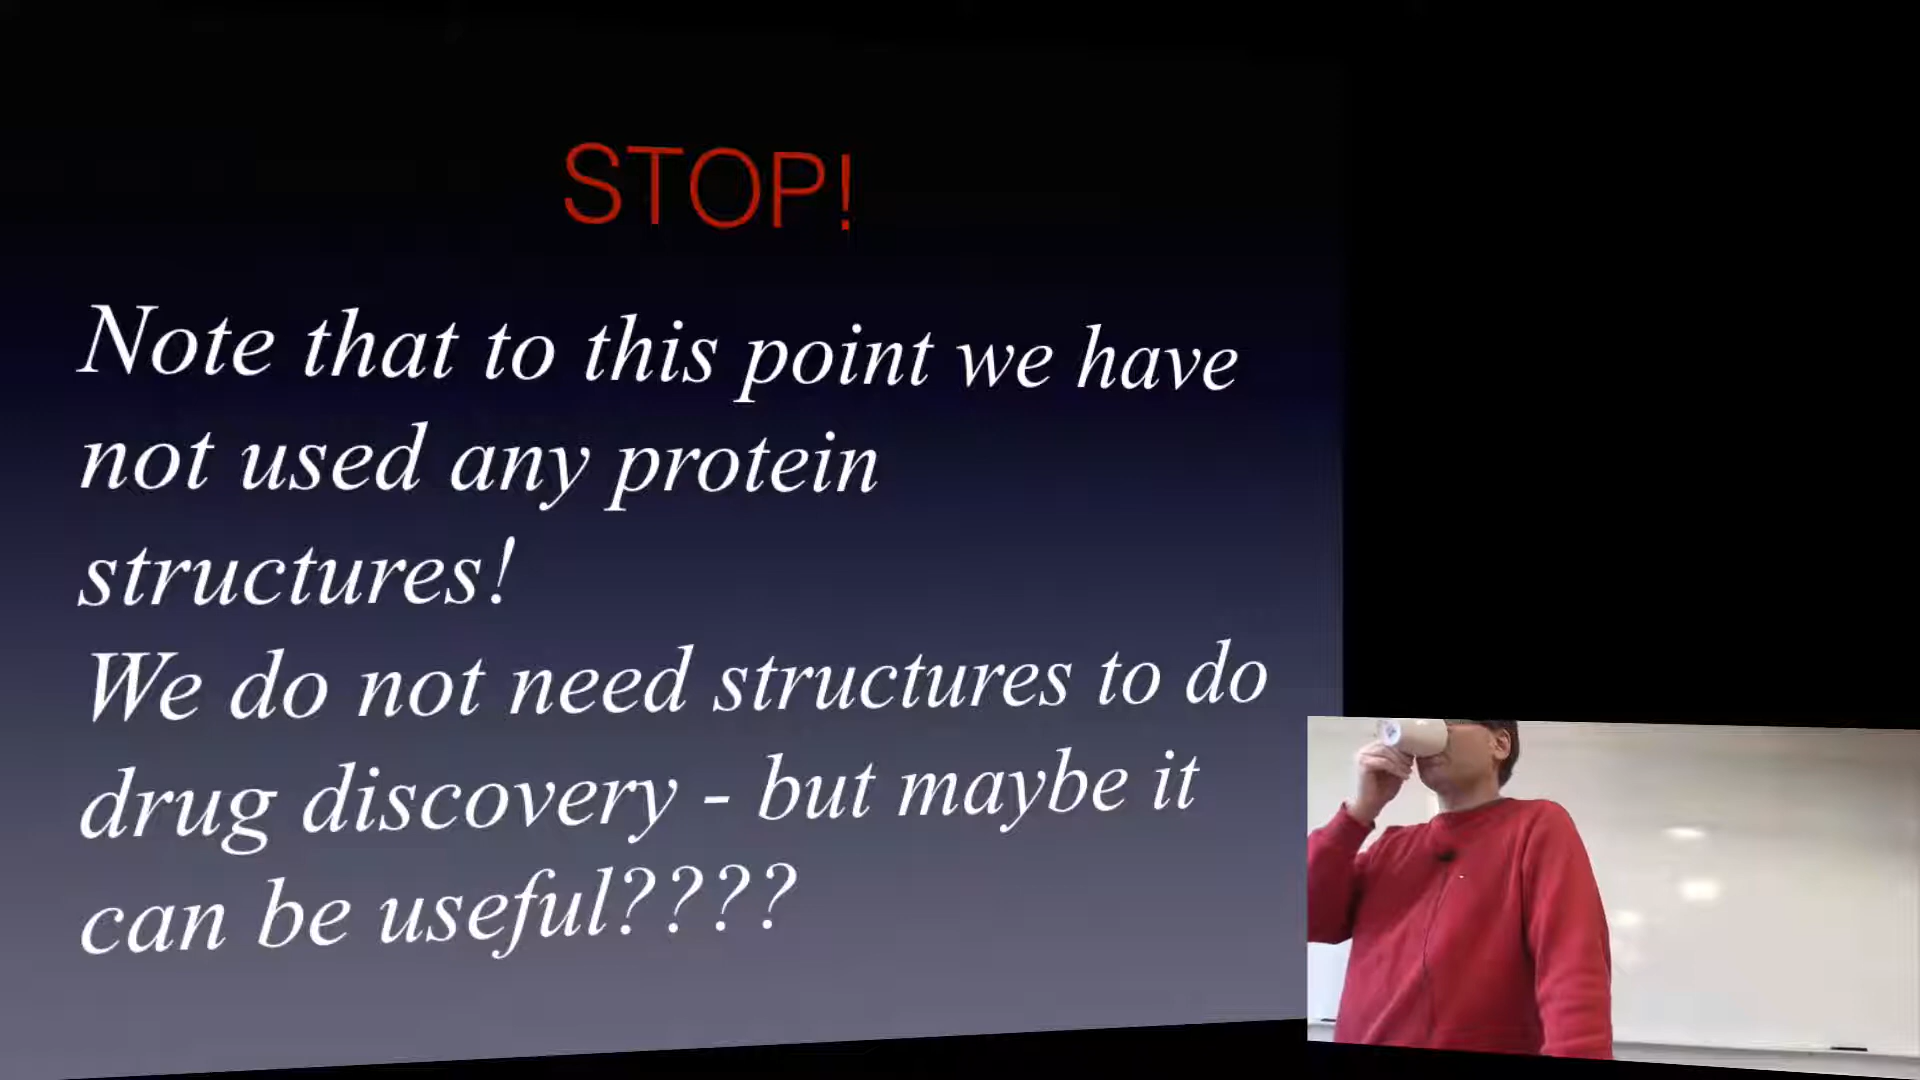 STOP!
Note that to this point we have
not used any protein
structures!
We do not need structures to do
drug discovery - but maybe it
can be useful????